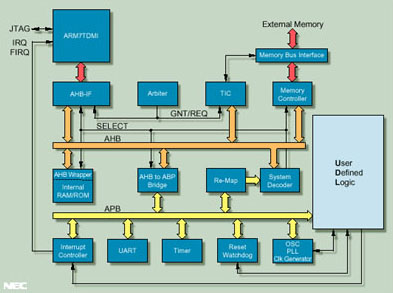 External Memory
JTAG
ARM7TDMI
IRQ
FIRQ
Memory Bus Interface
AHB-IF
Arbiter
TIC
Memory
Controller
GNT/REQ
SELECT
AHB
AHB Wrapper
Internal
RAM/ROM
AHB to ABP
Bridge
Re-Map
System
Decoder
User
Defined
Logic
APB
Interrupt
Controller
UART
Timer
Reset
Watchdog
OSC
PLL
Clk Generator
NEC